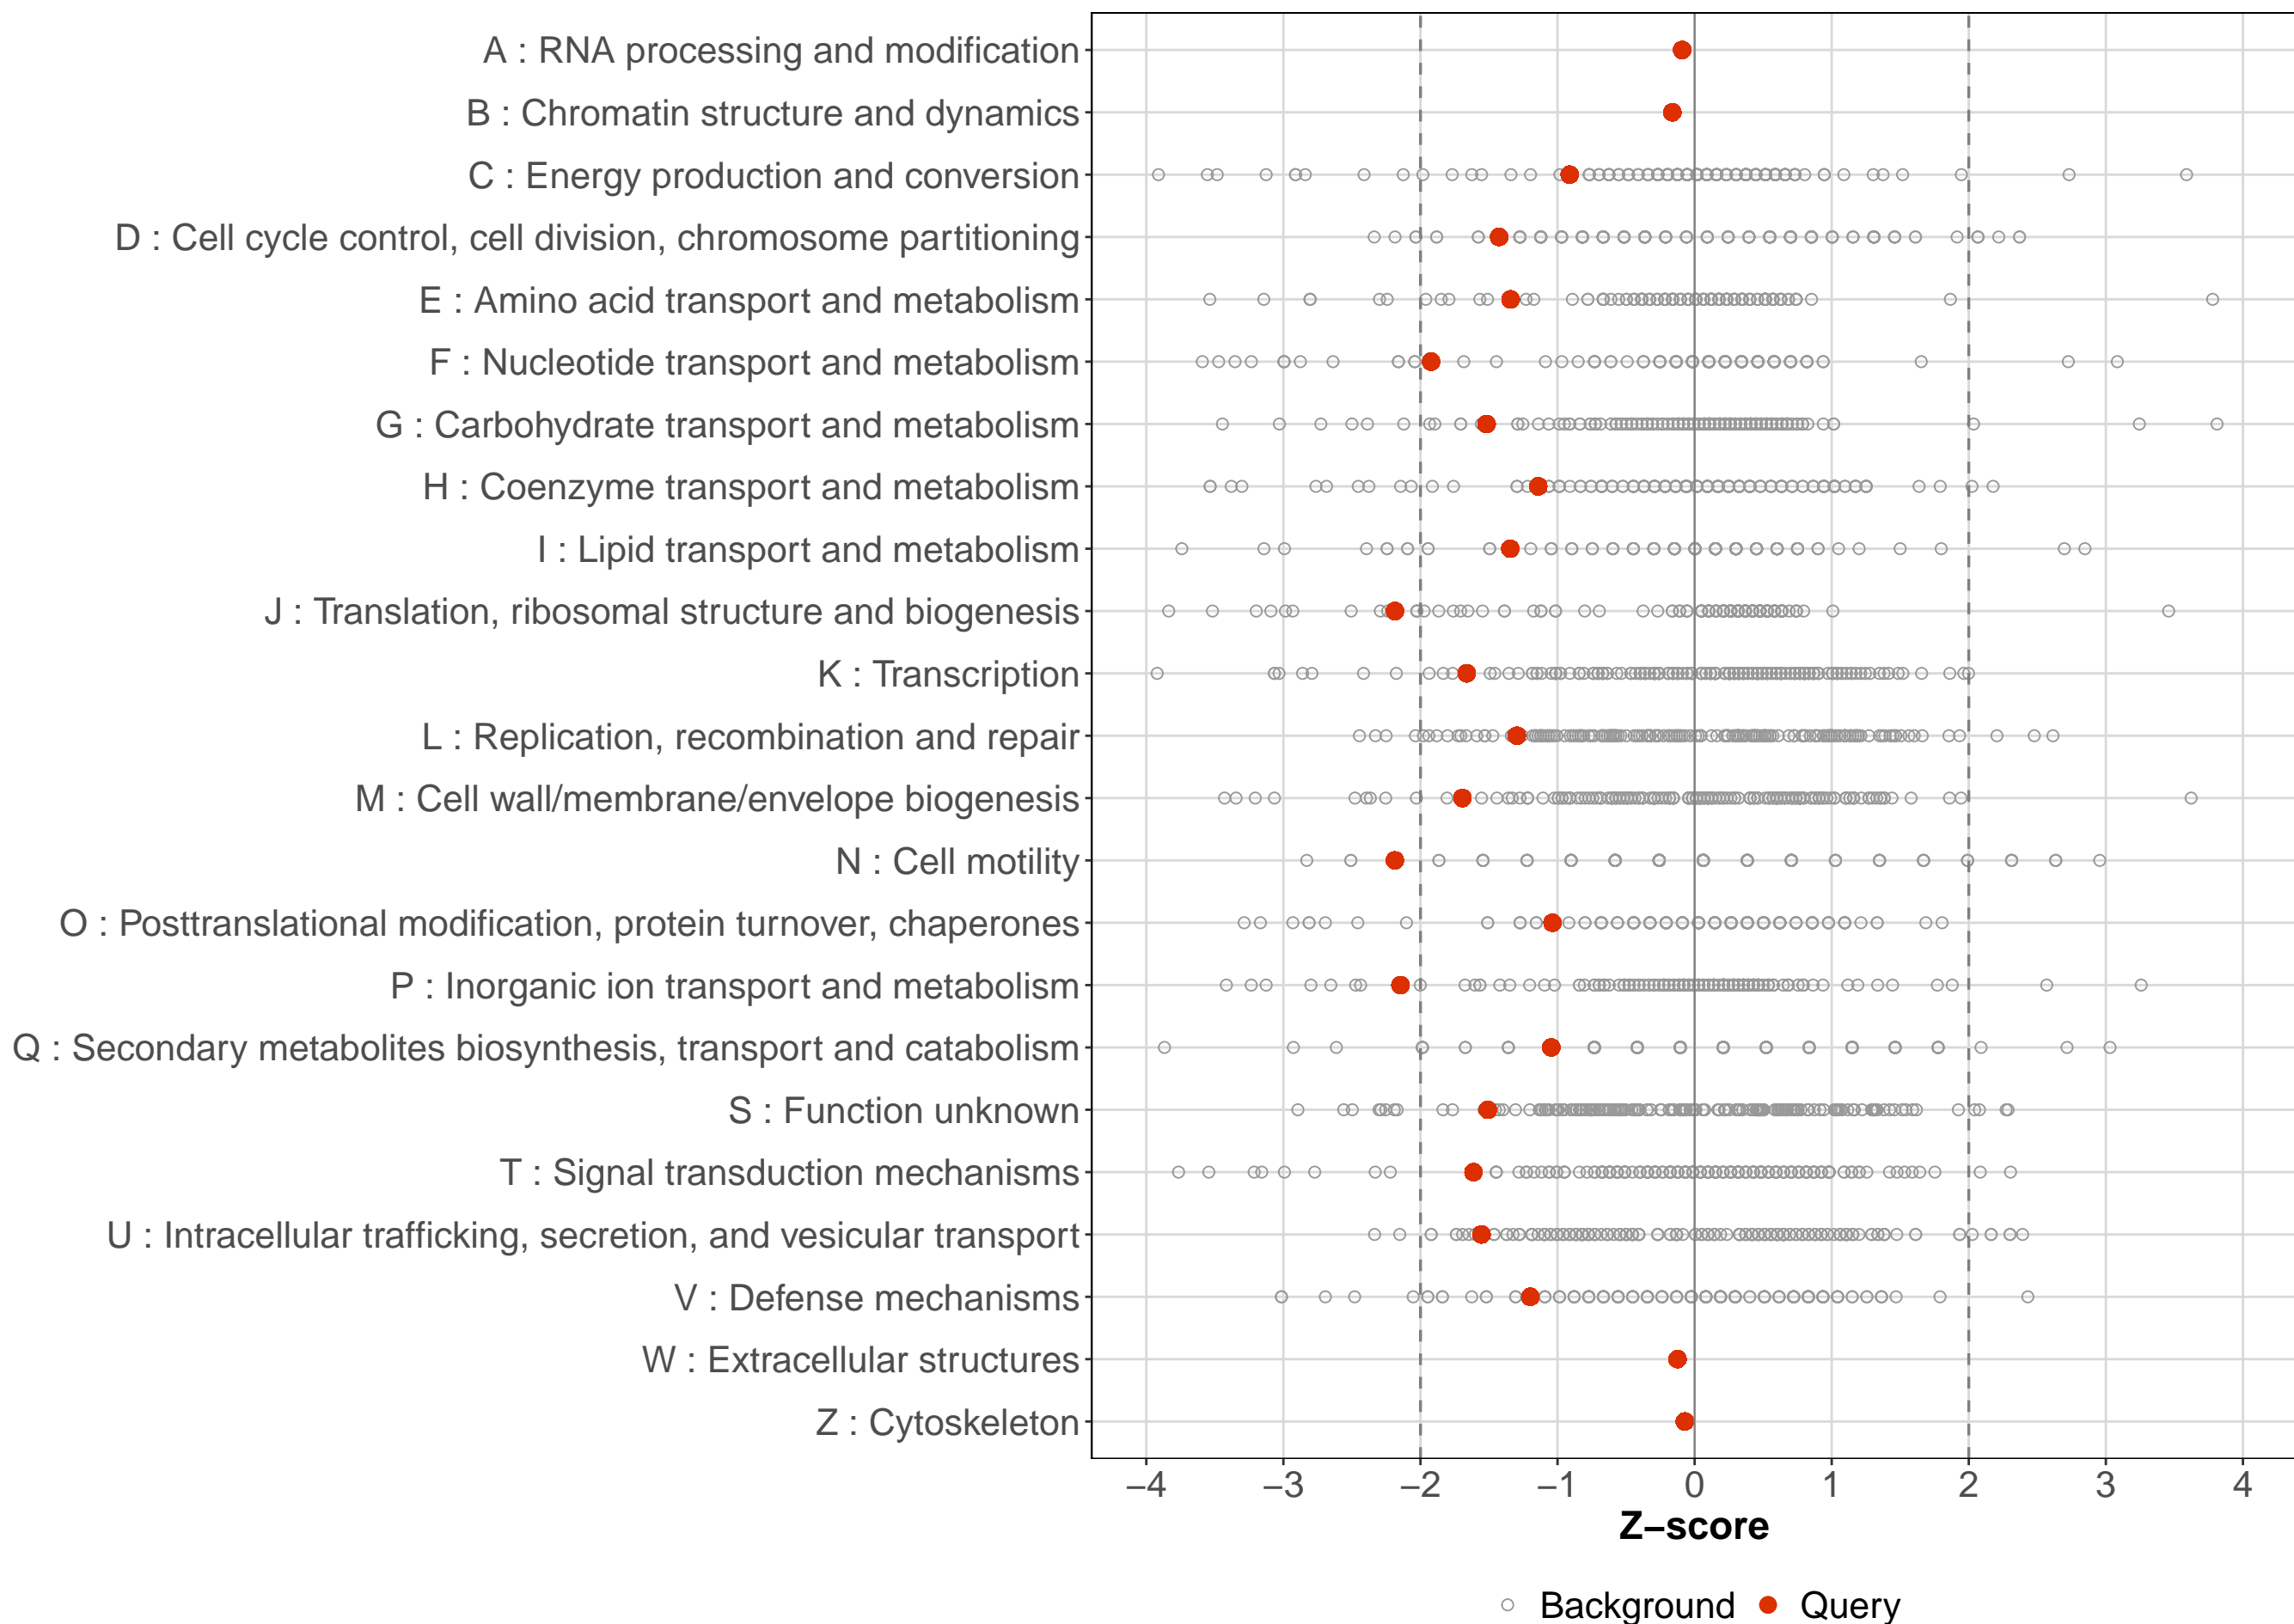 A : RNA processing and modification
B : Chromatin structure and dynamics
C : Energy production and conversion
D : Cell cycle control, cell division, chromosome partitioning
E : Amino acid transport and metabolism
F : Nucleotide transport and metabolism
G : Carbohydrate transport and metabolism
H : Coenzyme transport and metabolism
I : Lipid transport and metabolism
J : Translation, ribosomal structure and biogenesis
K : Transcription
L : Replication, recombination and repair
M : Cell wall/membrane/envelope biogenesis
N : Cell motility
O : Posttranslational modification, protein turnover, chaperones
P : Inorganic ion transport and metabolism
Q : Secondary metabolites biosynthesis, transport and catabolism
S : Function unknown
T : Signal transduction mechanisms
U : Intracellular trafficking, secretion, and vesicular transport
V : Defense mechanisms
W : Extracellular structures
Z : Cytoskeleton
−4 −3 −2 −1 0 1 2 3 4
Z−score
Background Query